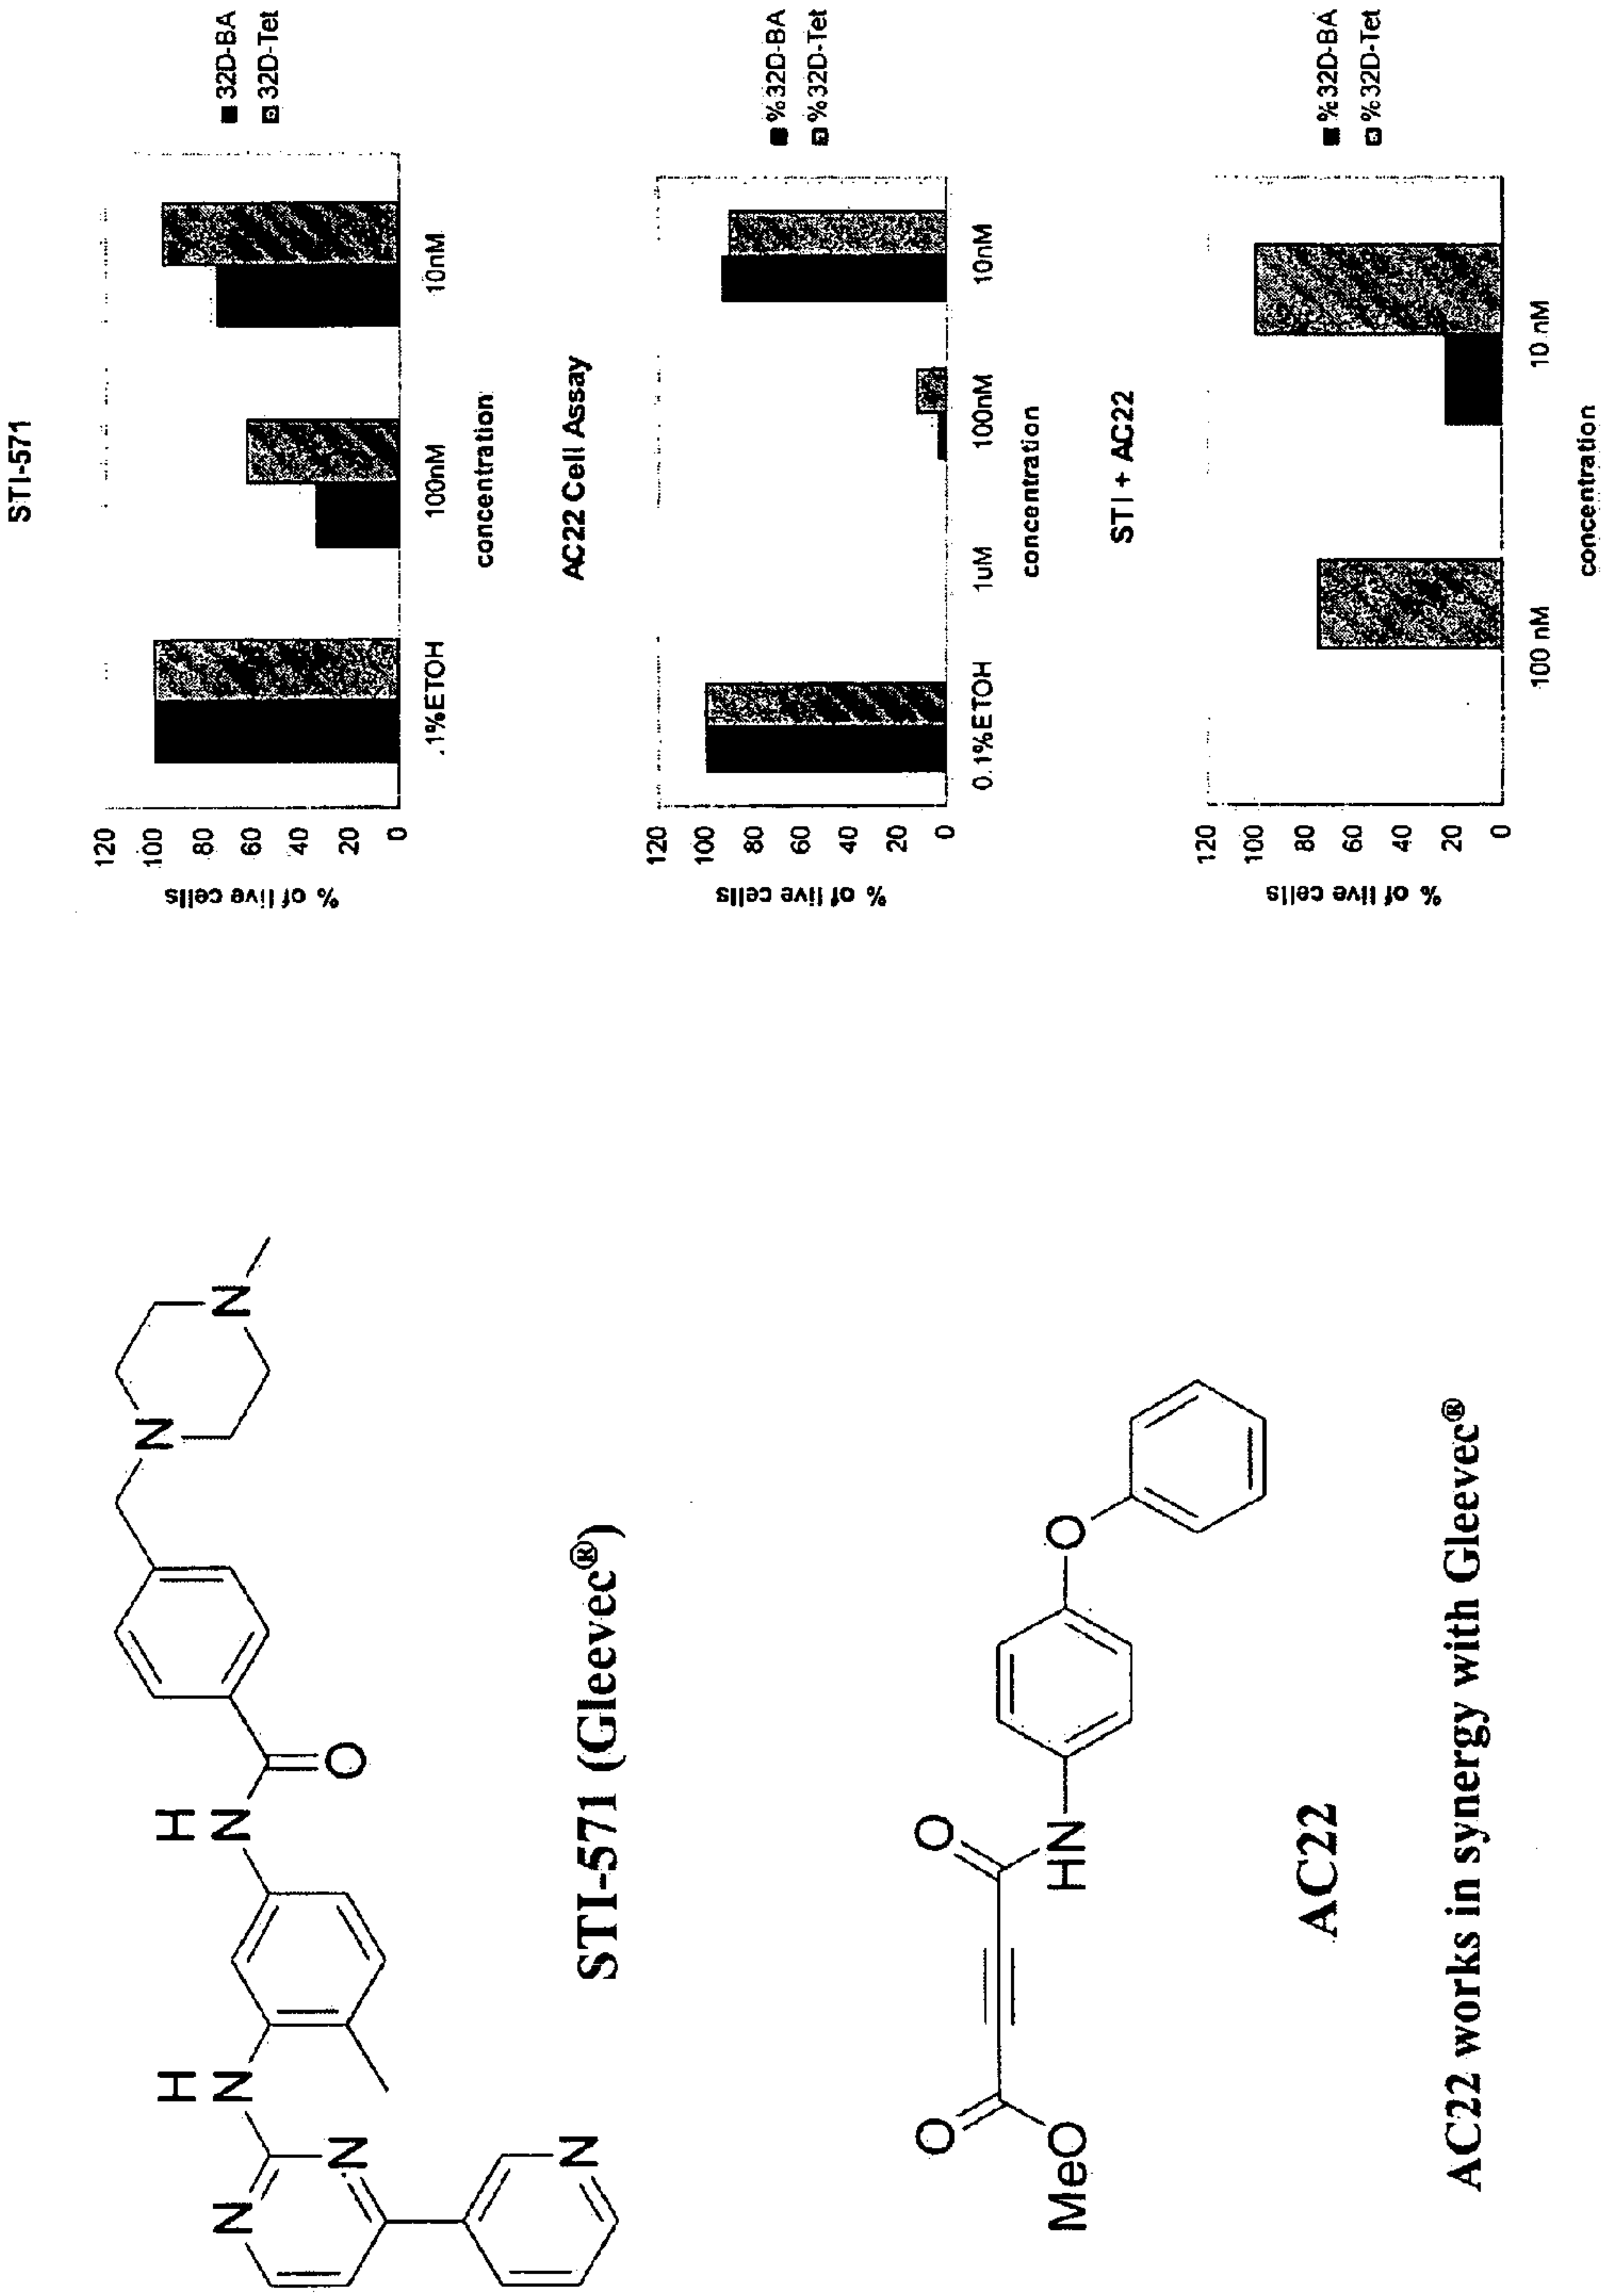 H
N
H
N
N
N
N
O
N
N
STI-571 (Gleevec®)
O
O
MeO
HN
O
AC22
AC22 works in synergy with Gleevec®
STI-571
120
100
80
60
40
20
0
% of live cells
.1%ETOH
100nM
10nM
concentration
32D-BA
32D-Tet
AC22 Cell Assay
120
100
80
60
40
20
0
% of live cells
0.1%ETOH
1uM
100nM
10nM
concentration
%32D-BA
%32D-Tet
STI + AC22
120
100
80
60
40
20
0
% of live cells
100 nM
10 nM
concentration
%32D-BA
%32D-Tet